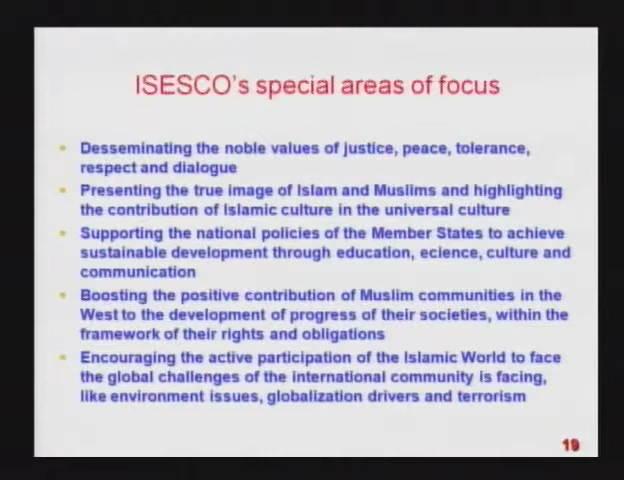 ISESCO's special areas of focus
Desseminating the noble values of justice, peace, tolerance,
respect and dialogue
Presenting the true image of Islam and Muslims and highlighting
the contribution of Islamic culture in the universal culture
Supporting the national policies of the Member States to achieve
sustainable development through education, ecience, culture and
communication
Boosting the positive contribution of Muslim communities in the
West to the development of progress of their societies, within the
framework of their rights and obligations
Encouraging the active participation of the Islamic World to face
the global challenges of the international community is facing,
like environment issues, globalization drivers and terrorism
19